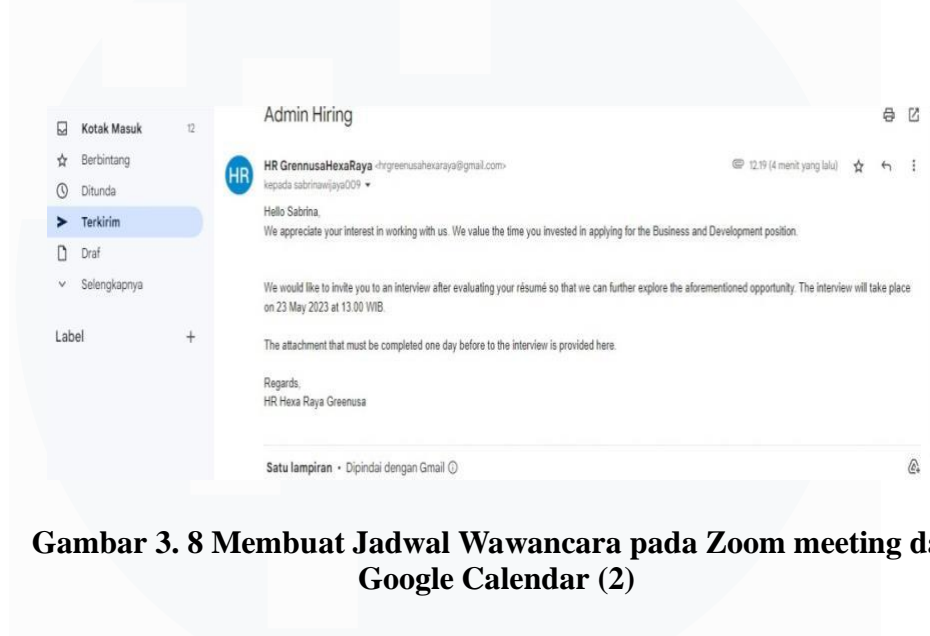 Admin Hiring
Kotak Masuk 12
Berbintang
Ditunda
Terkirim
Draf
Selengkapnya
Label +
HR
HR GrennusaHexaRaya <hrgreenusahexaraya@gmail.com>
12.19 (4 menit yang lalu)
kepada sabrinawijaya009
Hello Sabrina,
We appreciate your interest in working with us. We value the time you invested in applying for the Business and Development position.
We would like to invite you to an interview after evaluating your résumé so that we can further explore the aforementioned opportunity. The interview will take place
on 23 May 2023 at 13.00 WIB.
The attachment that must be completed one day before to the interview is provided here.
Regards,
HR Hexa Raya Greenusa
Satu lampiran • Dipindai dengan Gmail
Gambar 3. 8 Membuat Jadwal Wawancara pada Zoom meeting da
Google Calendar (2)